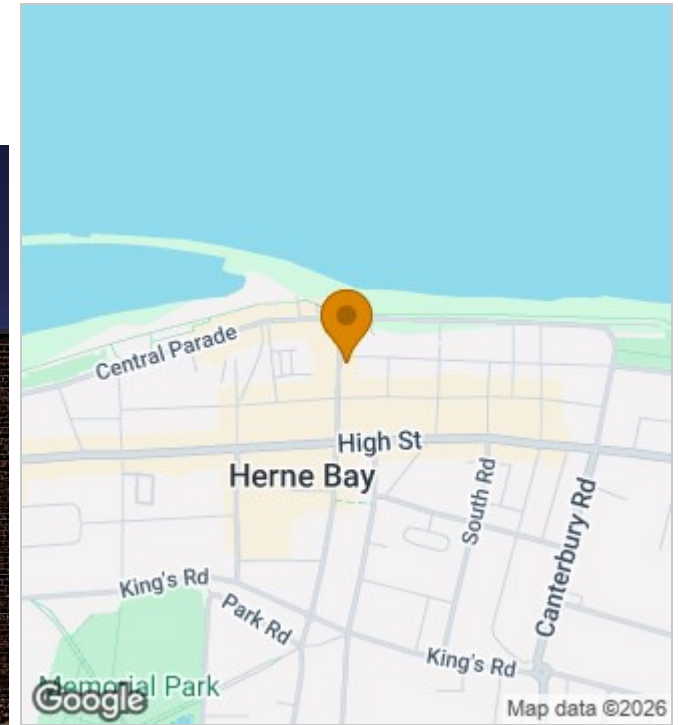 Central Parade
High St
Herne Bay
South Rd
Canterbury Rd
King's Rd
Park Rd
King's Rd
Memorial Park
Google
Map data ©2026